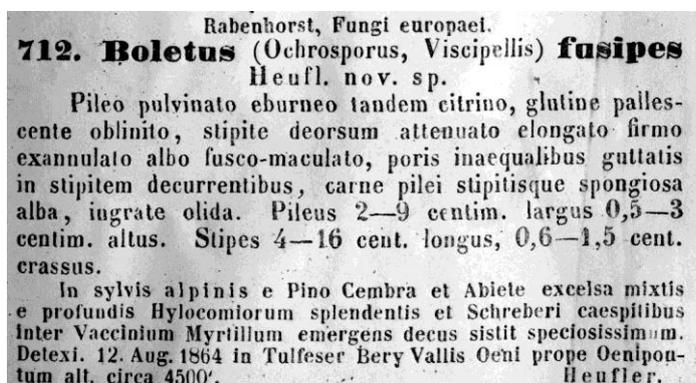 Rabenhorst, Fungi europaei.
712. Boletus (Ochrosporus, Viscipellis) fusipes
Heufl. nov. sp.
Pileo pulvinato eburneo tandem citrino, glutine palles-
cente oblinito, stipite deorsum attenuato elongato firmo
exannulato albo fusco-maculato, poris inaequalibus guttatis
in stipitem decurrentibus, carne pilei stipitisque spongiosa
alba, ingrate olida. Pileus 2—9 centim. largus 0,5—3
centim. altus. Stipes 4—16 cent. longus, 0,6—1,5 cent.
crassus.
In sylvis alpinis e Pino Cembra et Abiete excelsa mixtis
e profundis Hylocomiorum splendentis et Schreberi caespitibus
inter Vaccinium Myrtillum emergens decus sistit speciosissimum.
Detexi. 12. Aug. 1864 in Tulfeser Bery Vallis Oeni prope Oenipon-
tum alt. circa 4500'. Heufler.